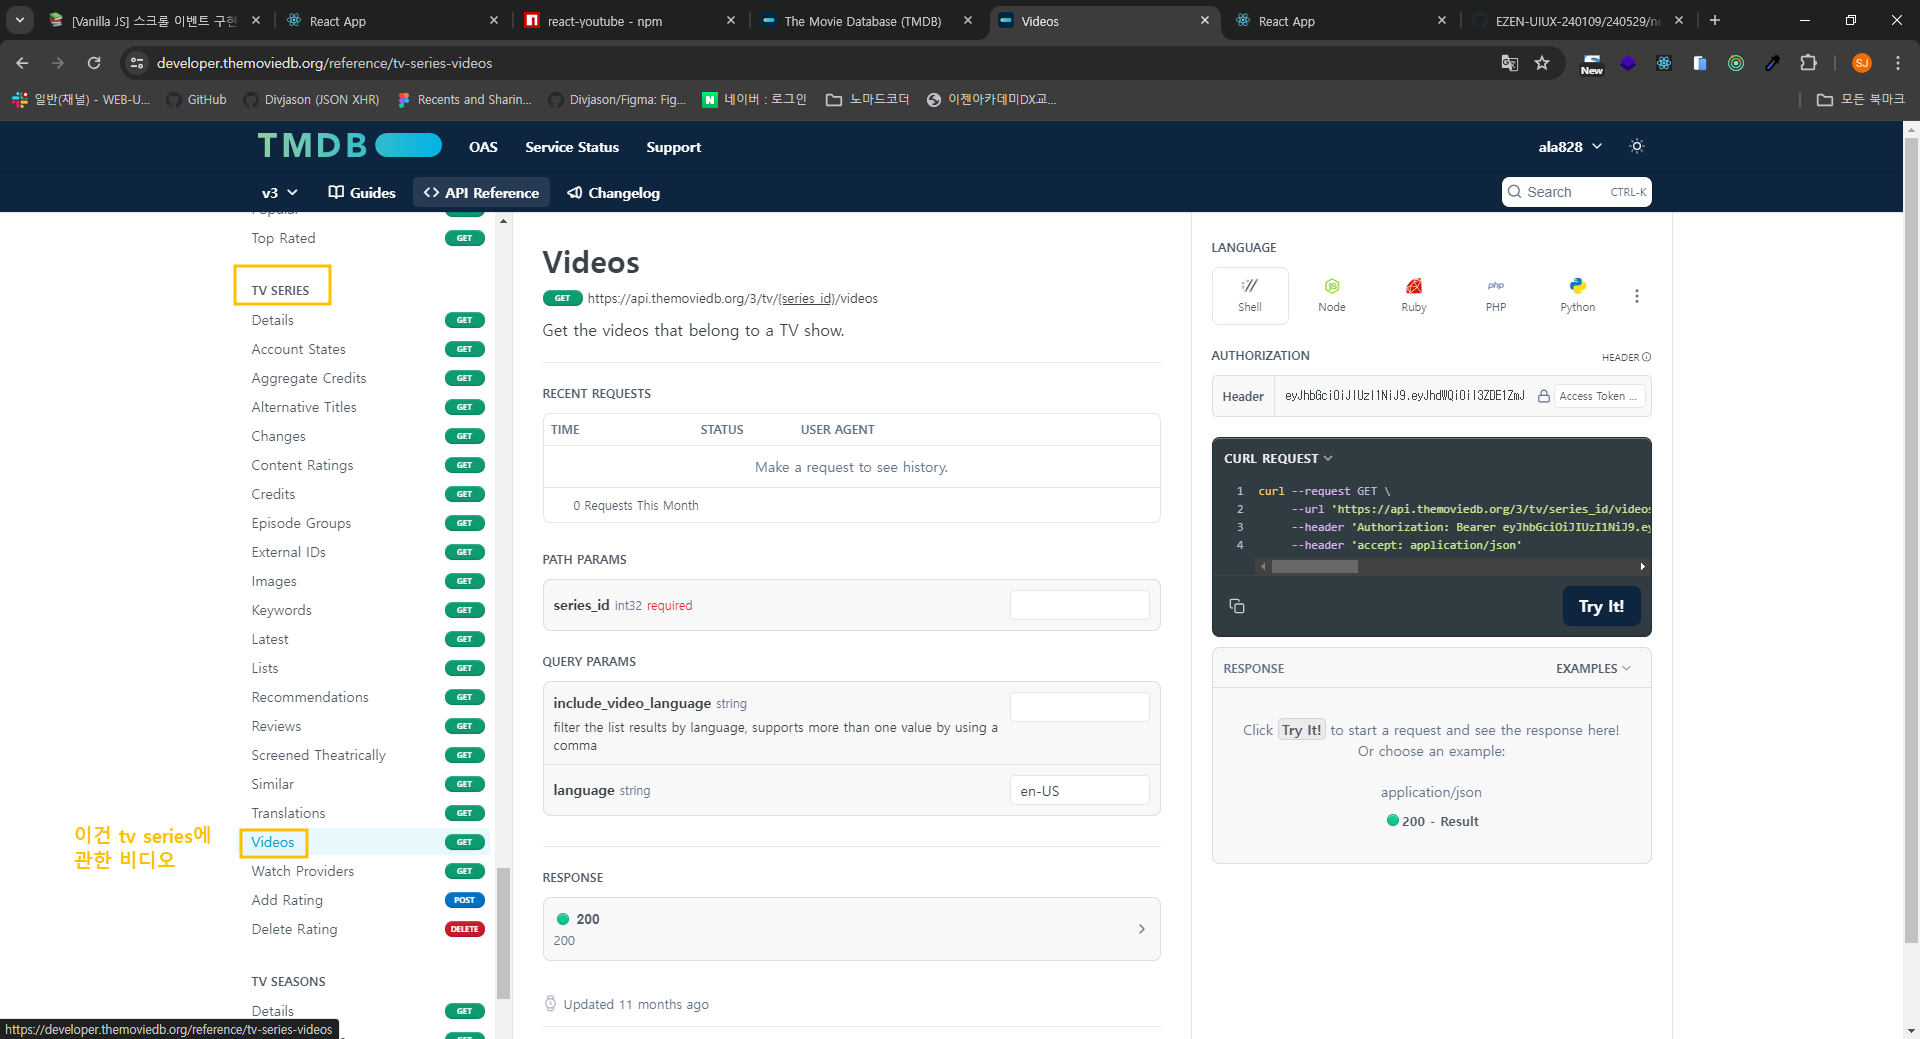 [Vanilla JS] 스크롤 이벤트 구현
React App
react-youtube - npm
The Movie Database (TMDB)
Videos
React App
EZEN-UIUX-240109/240529/ne
developer.themoviedb.org/reference/tv-series-videos
New
SJ
일반(채널) - WEB-U...
GitHub
Divjason (JSON XHR)
Recents and Sharin...
Divjason/Figma: Fig...
네이버 : 로그인
노마드코더
이젠아카데미DX교...
모든 북마크
TMDB
OAS
Service Status
Support
ala828
v3
Guides
<> API Reference
Changelog
Search CTRL-K
Popular
Top Rated GET
TV SERIES
Details GET
Account States GET
Aggregate Credits GET
Alternative Titles GET
Changes GET
Content Ratings GET
Credits GET
Episode Groups GET
External IDs GET
Images GET
Keywords GET
Latest GET
Lists GET
Recommendations GET
Reviews GET
Screened Theatrically GET
Similar GET
Translations GET
이건 tv series에
관한 비디오
Videos GET
Watch Providers GET
Add Rating POST
Delete Rating DELETE
TV SEASONS
Details GET
GET
https://developer.themoviedb.org/reference/tv-series-videos
Videos
GET https://api.themoviedb.org/3/tv/{series_id}/videos
Get the videos that belong to a TV show.
RECENT REQUESTS
TIME STATUS USER AGENT
Make a request to see history.
0 Requests This Month
PATH PARAMS
series_id int32 required
QUERY PARAMS
include_video_language string
filter the list results by language, supports more than one value by using a
comma
language string en-US
RESPONSE
200
200
Updated 11 months ago
LANGUAGE
Shell
Node
Ruby
php
PHP
Python
AUTHORIZATION HEADER
Header eyJhbGciOiJIUzI1NiJ9.eyJhdWQiOiI3ZDE1ZmJ Access Token ...
CURL REQUEST
1 curl --request GET \
2 --url 'https://api.themoviedb.org/3/tv/series_id/videos
3 --header 'Authorization: Bearer eyJhbGciOiJIUzI1NiJ9.ey
4 --header 'accept: application/json'
Try It!
RESPONSE EXAMPLES
Click Try It! to start a request and see the response here!
Or choose an example:
application/json
200 - Result